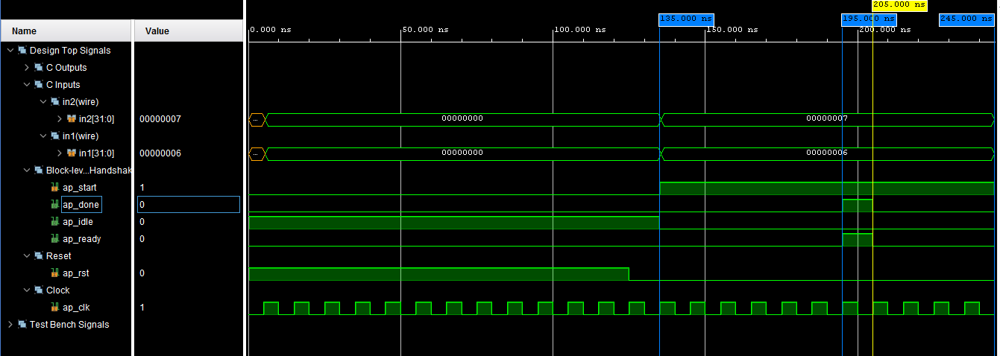 205.000 ns
135.000 ns
195.000 ns
245.000 ns
Name
Value
0.000 ns
50.000 ns
100.000 ns
150.000 ns
200.000 ns
Design Top Signals
C Outputs
C Inputs
in2(wire)
in2[31:0]
00000007
...
00000000
00000007
in1(wire)
in1[31:0]
00000006
...
00000000
00000006
Block-lev...Handshak
ap_start
1
ap_done
0
ap_idle
0
ap_ready
0
Reset
ap_rst
0
Clock
ap_clk
1
Test Bench Signals